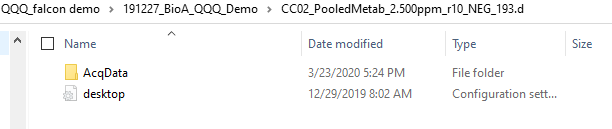 QQQ_falcon demo > 191227_BioA_QQQ_Demo > CC02_PooledMetab_2.500ppm_r10_NEG_193.d
Name Date modified Type Size
AcqData 3/23/2020 5:24 PM File folder
desktop 12/29/2019 8:02 AM Configuration sett...